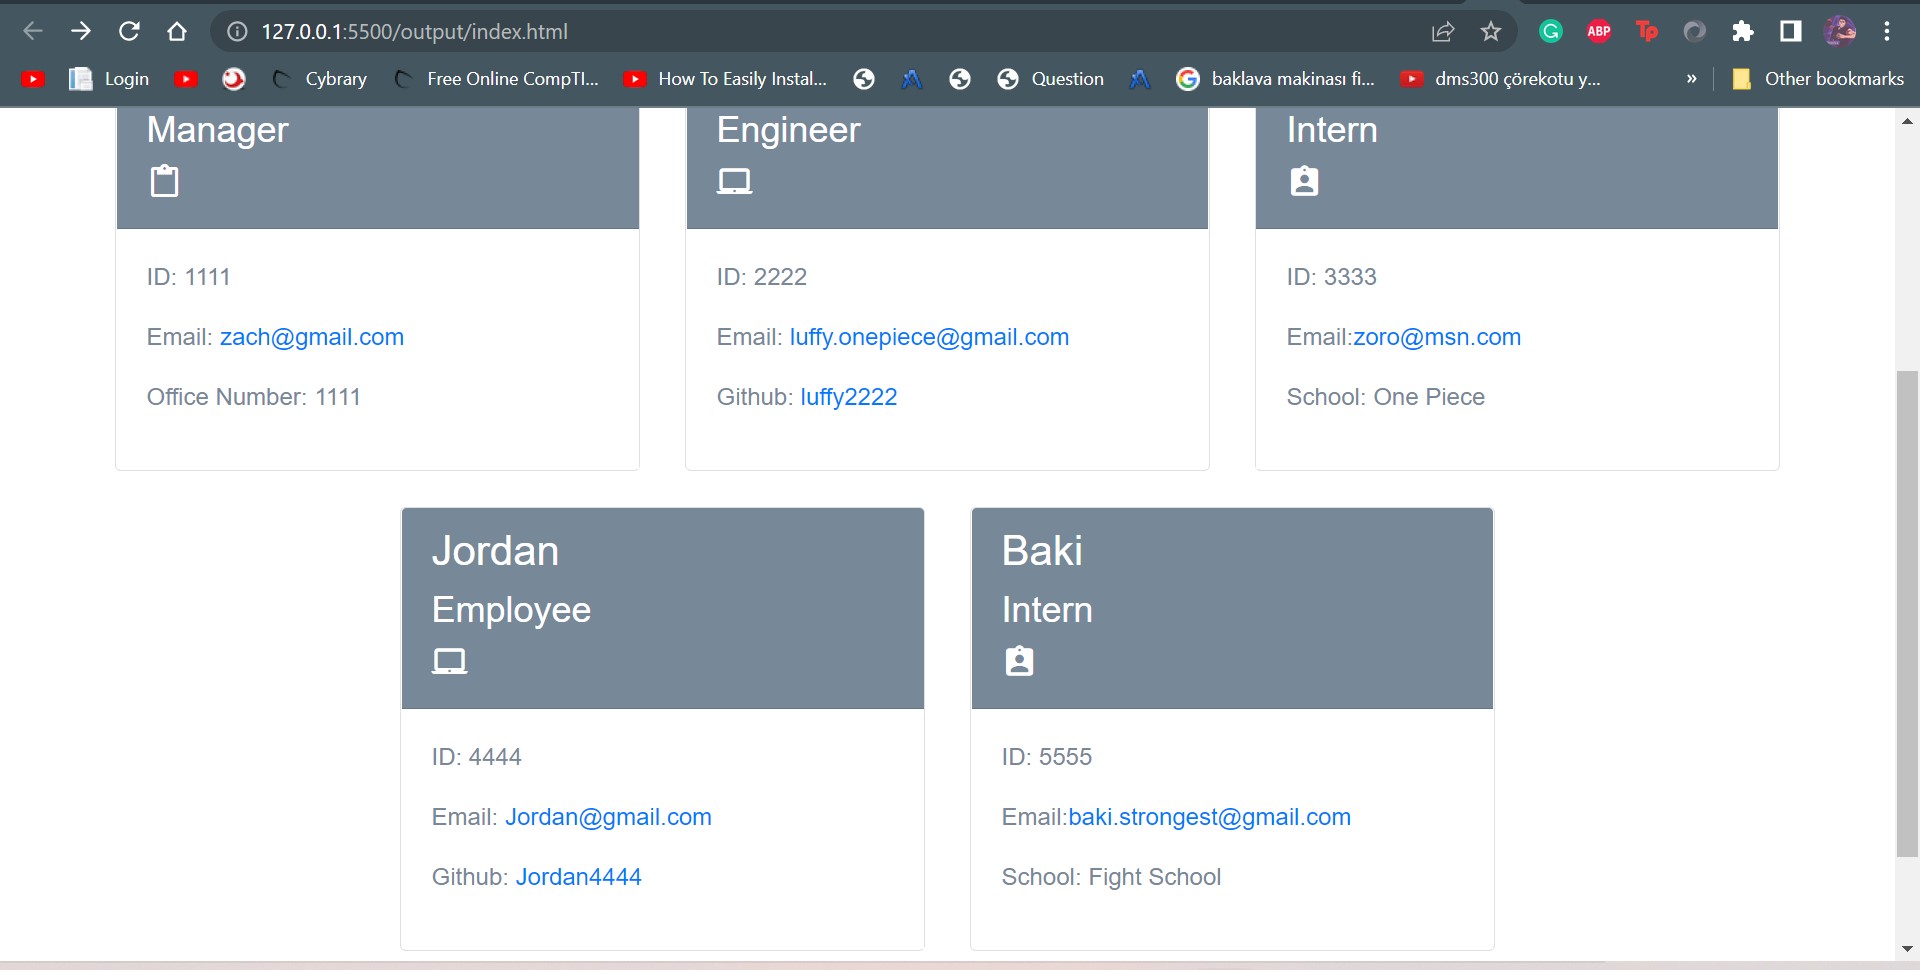 127.0.0.1:5500/output/index.html
ABP
Tp
Login
Cybrary
Free Online CompTI...
How To Easily Instal...
Question
baklava makinası fi...
dms300 çörekotu y...
»
Other bookmarks
Manager
Engineer
Intern
ID: 1111
ID: 2222
ID: 3333
Email: zach@gmail.com
Email: luffy.onepiece@gmail.com
Email:zoro@msn.com
Office Number: 1111
Github: luffy2222
School: One Piece
Jordan
Employee
ID: 4444
Email: Jordan@gmail.com
Github: Jordan4444
Baki
Intern
ID: 5555
Email:baki.strongest@gmail.com
School: Fight School